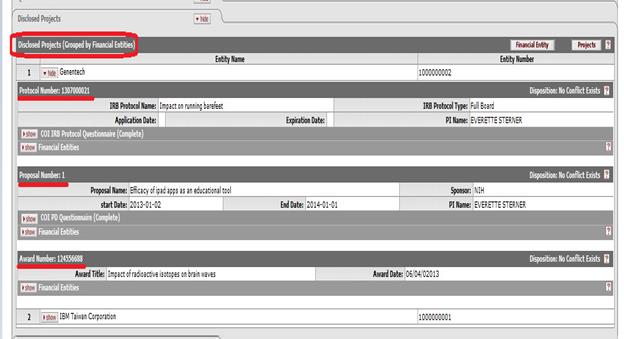 ▼ hide
Disclosed Projects ▼ hide
Disclosed Projects (Grouped by Financial Entities) Financial Entity Projects ?
Entity Name Entity Number
1 ▼ hide Genentech 1000000002
Protocol Number: 1307000021 Disposition: No Conflict Exists ?
IRB Protocol Name: Impact on running barefeet IRB Protocol Type: Full Board
Application Date: Expiration Date: PI Name: EVERETTE STERNER
▶ show COI IRB Protocol Questionnaire (Complete)
▶ show Financial Entities ?
Proposal Number: 1 Disposition: No Conflict Exists ?
Proposal Name: Efficacy of ipad apps as an educational tool Sponsor: NIH
start Date: 2013-01-02 End Date: 2014-01-01 PI Name: EVERETTE STERNER
▶ show COI PD Questionnaire (Complete)
▶ show Financial Entities ?
Award Number: 124556688 Disposition: No Conflict Exists ?
Award Title: Impact of radioactive isotopes on brain waves Award Date: 06/04/02013
▶ show Financial Entities ?
2 ▶ show IBM Taiwan Corporation 1000000001